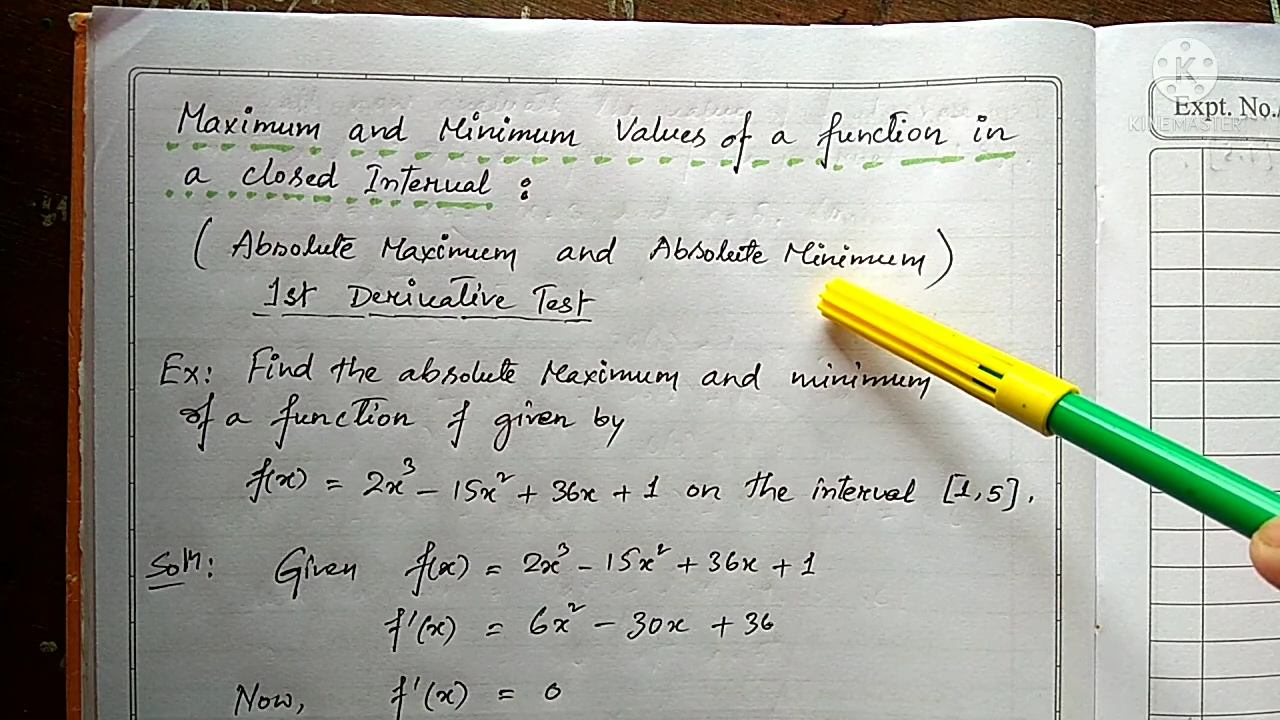 Maximum and Minimum Values of a function in
a closed Interval :
( Absolute Maximum and Absolute Minimum )
1st Derivative Test
Ex: Find the absolute Maximum and minimum
of a function f given by
f(x) = 2x³ - 15x² + 36x + 1 on the interval [1,5].
Solⁿ: Given f(x) = 2x³ - 15x² + 36x + 1
f'(x) = 6x² - 30x + 36
Now, f'(x) = 0
K
KINEMASTER
Expt. No.